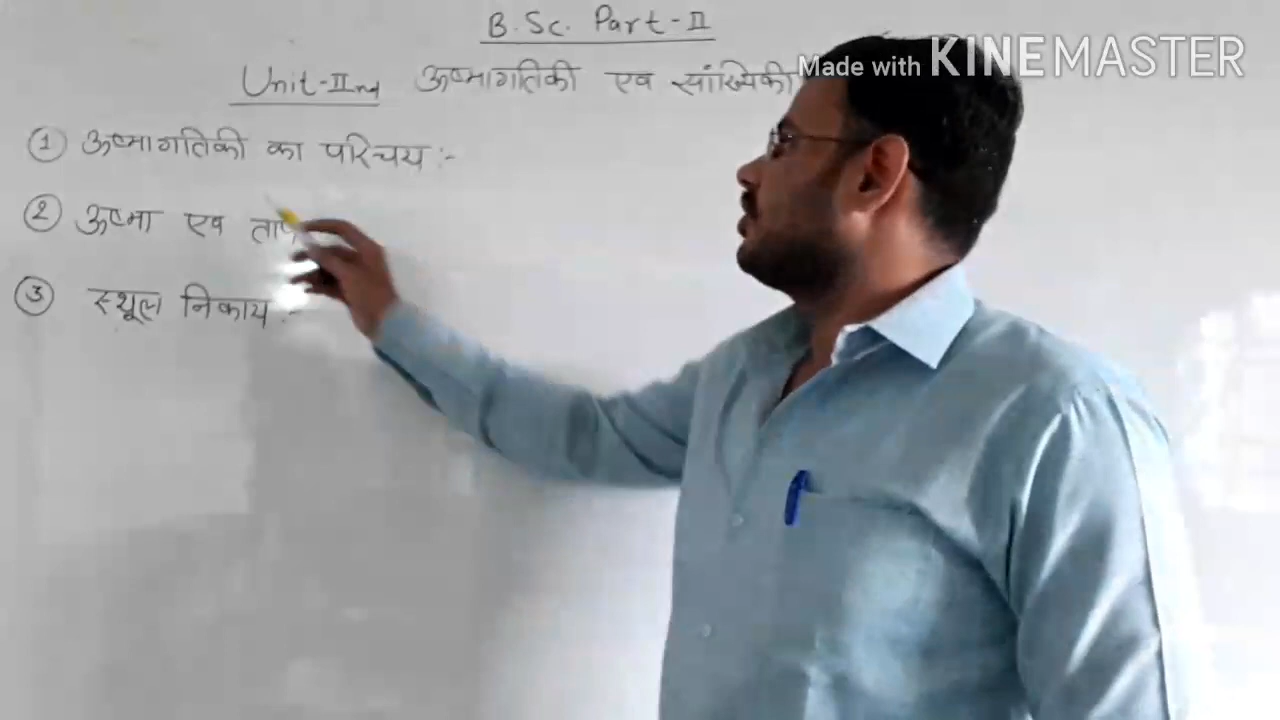 B.Sc. Part-II
Made with KINEMASTER
Unit-IInd ऊष्मागतिकी एव सांख्यिकी
① ऊष्मागतिकी का परिचय :-
② ऊष्मा एव ताप
③ स्थूल निकाय :-